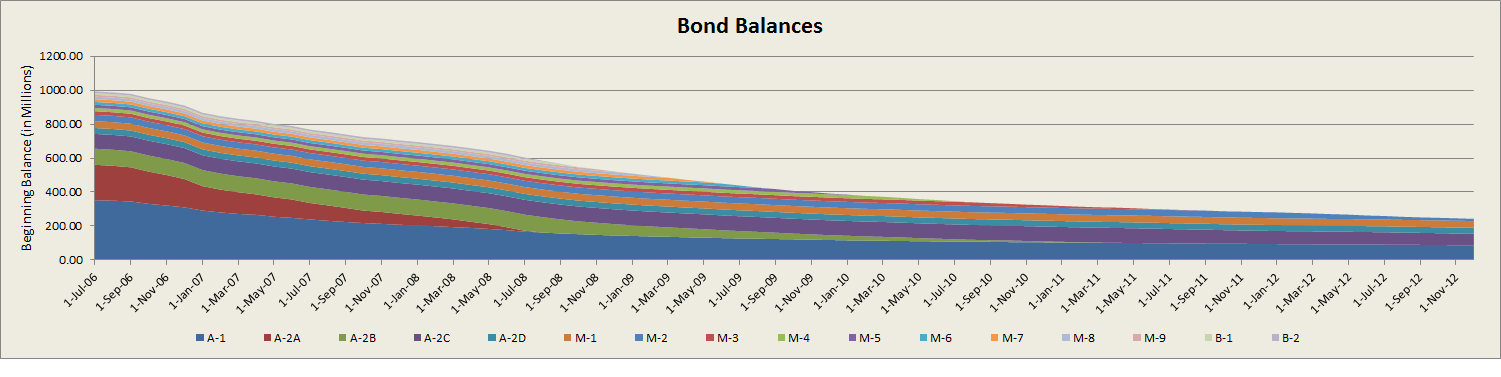 Bond Balances
Beginning Balance (in Millions)
1200.00
1000.00
800.00
600.00
400.00
200.00
0.00
1-Jul-06 1-Sep-06 1-Nov-06 1-Jan-07 1-Mar-07 1-May-07 1-Jul-07 1-Sep-07 1-Nov-07 1-Jan-08 1-Mar-08 1-May-08 1-Jul-08 1-Sep-08 1-Nov-08 1-Jan-09 1-Mar-09 1-May-09 1-Jul-09 1-Sep-09 1-Nov-09 1-Jan-10 1-Mar-10 1-May-10 1-Jul-10 1-Sep-10 1-Nov-10 1-Jan-11 1-Mar-11 1-May-11 1-Jul-11 1-Sep-11 1-Nov-11 1-Jan-12 1-Mar-12 1-May-12 1-Jul-12 1-Sep-12 1-Nov-12
A-1 A-2A A-2B A-2C A-2D M-1 M-2 M-3 M-4 M-5 M-6 M-7 M-8 M-9 B-1 B-2